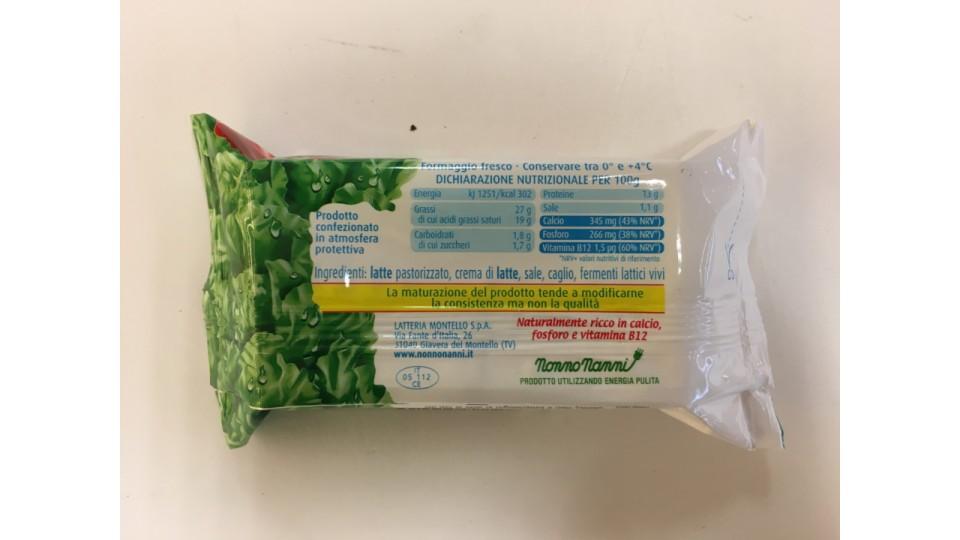 Formaggio fresco - Conservare tra 0° e +4°C
DICHIARAZIONE NUTRIZIONALE PER 100g
Energia kJ 1251/kcal 302
Grassi 27 g
di cui acidi grassi saturi 19 g
Carboidrati 1,8 g
di cui zuccheri 1,7 g
Proteine 13 g
Sale 1,1 g
Calcio 345 mg (43% NRV*)
Fosforo 266 mg (38% NRV*)
Vitamina B12 1,5 µg (60% NRV*)
*NRV= valori nutritivi di riferimento
Prodotto
confezionato
in atmosfera
protettiva
Ingredienti: latte pastorizzato, crema di latte, sale, caglio, fermenti lattici vivi
La maturazione del prodotto tende a modificarne
la consistenza ma non la qualità
LATTERIA MONTELLO S.p.A.
Via Fante d'Italia, 26
31040 Giavera del Montello (TV)
www.nonnonanni.it
IT
05 112
CE
Naturalmente ricco in calcio,
fosforo e vitamina B12
Nonno Nanni
PRODOTTO UTILIZZANDO ENERGIA PULITA